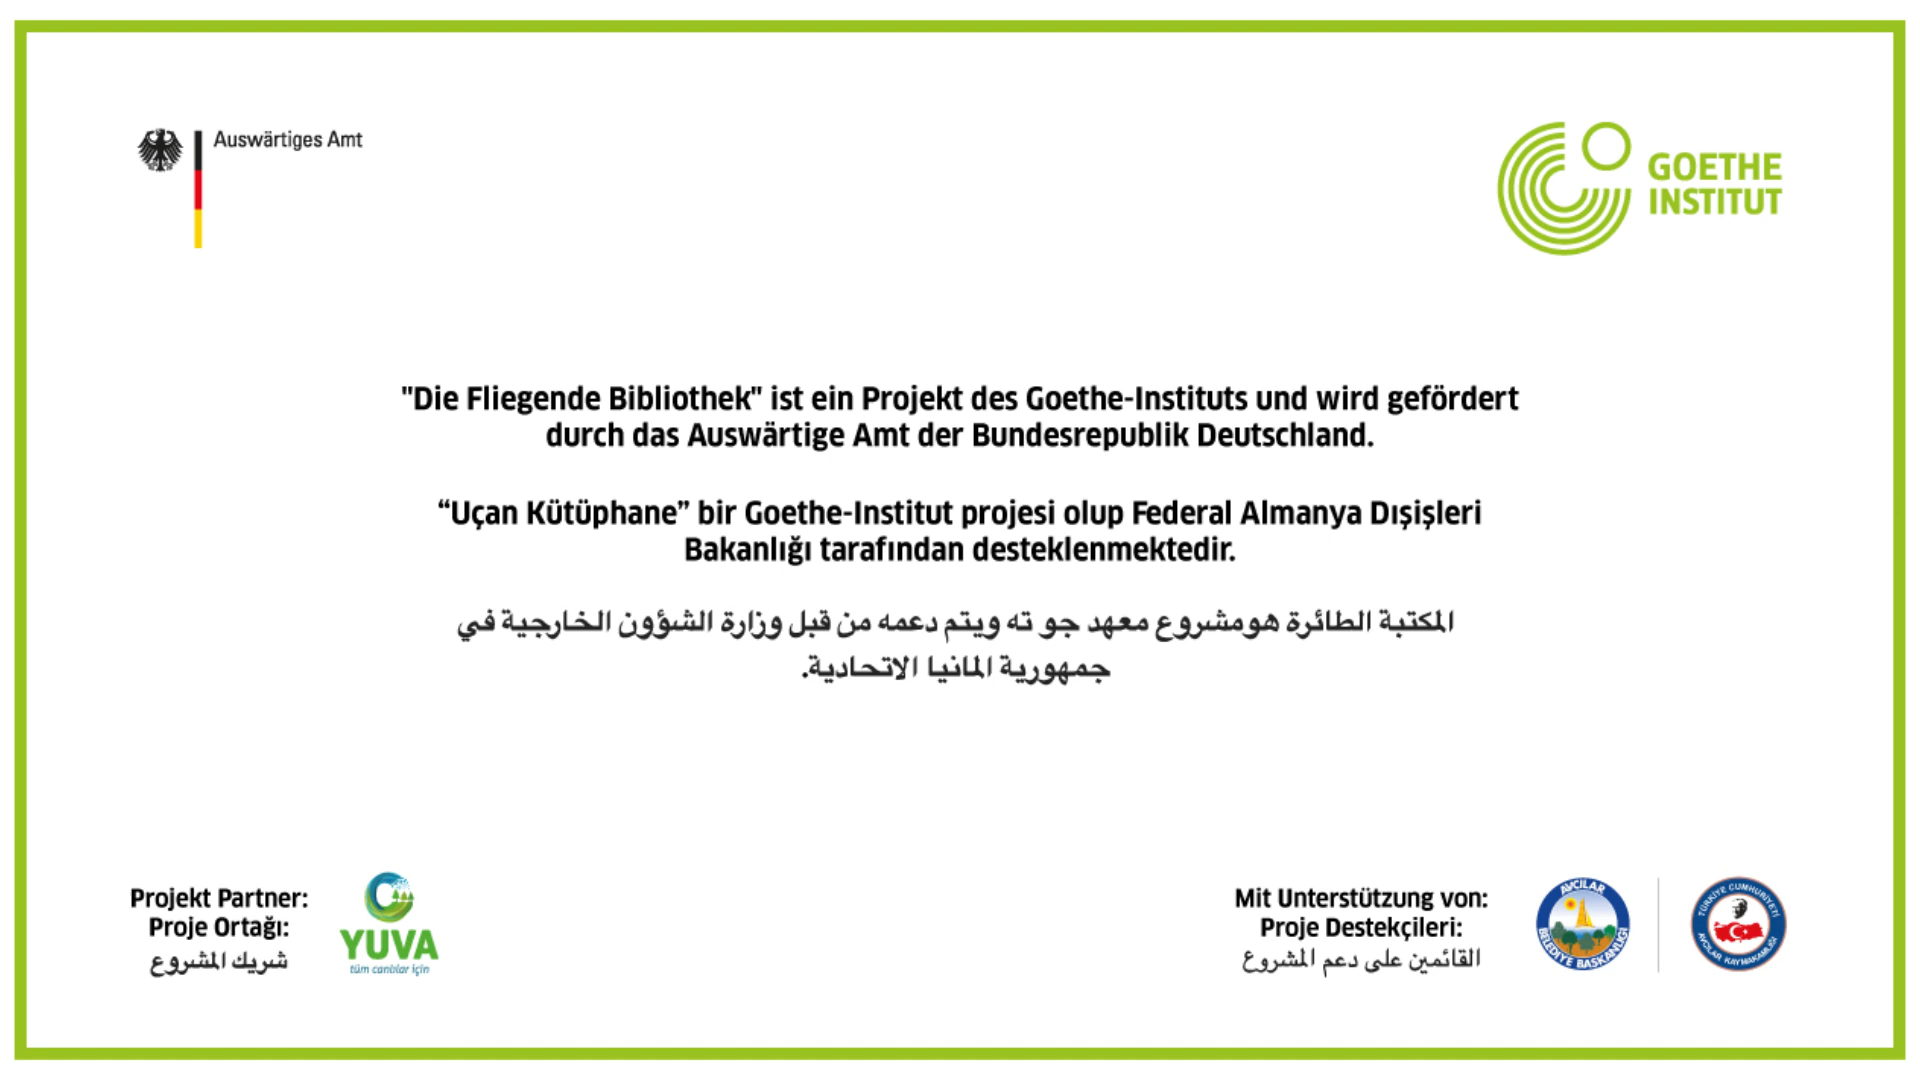 Auswärtiges Amt
GOETHE
INSTITUT
"Die Fliegende Bibliothek" ist ein Projekt des Goethe-Instituts und wird gefördert
durch das Auswärtige Amt der Bundesrepublik Deutschland.
“Uçan Kütüphane” bir Goethe-Institut projesi olup Federal Almanya Dışişleri
Bakanlığı tarafından desteklenmektedir.
المكتبة الطائرة هومشروع معهد جو ته ويتم دعمه من قبل وزارة الشؤون الخارجية في
جمهورية المانيا الاتحادية.
Projekt Partner:
Proje Ortağı:
شريك المشروع
YUVA
tüm canlılar için
Mit Unterstützung von:
Proje Destekçileri:
القائمين على دعم المشروع
AVCILAR
BELEDİYE BAŞKANLIĞI
TÜRKİYE CUMHURİYETİ
AVCILAR KAYMAKAMLIĞI